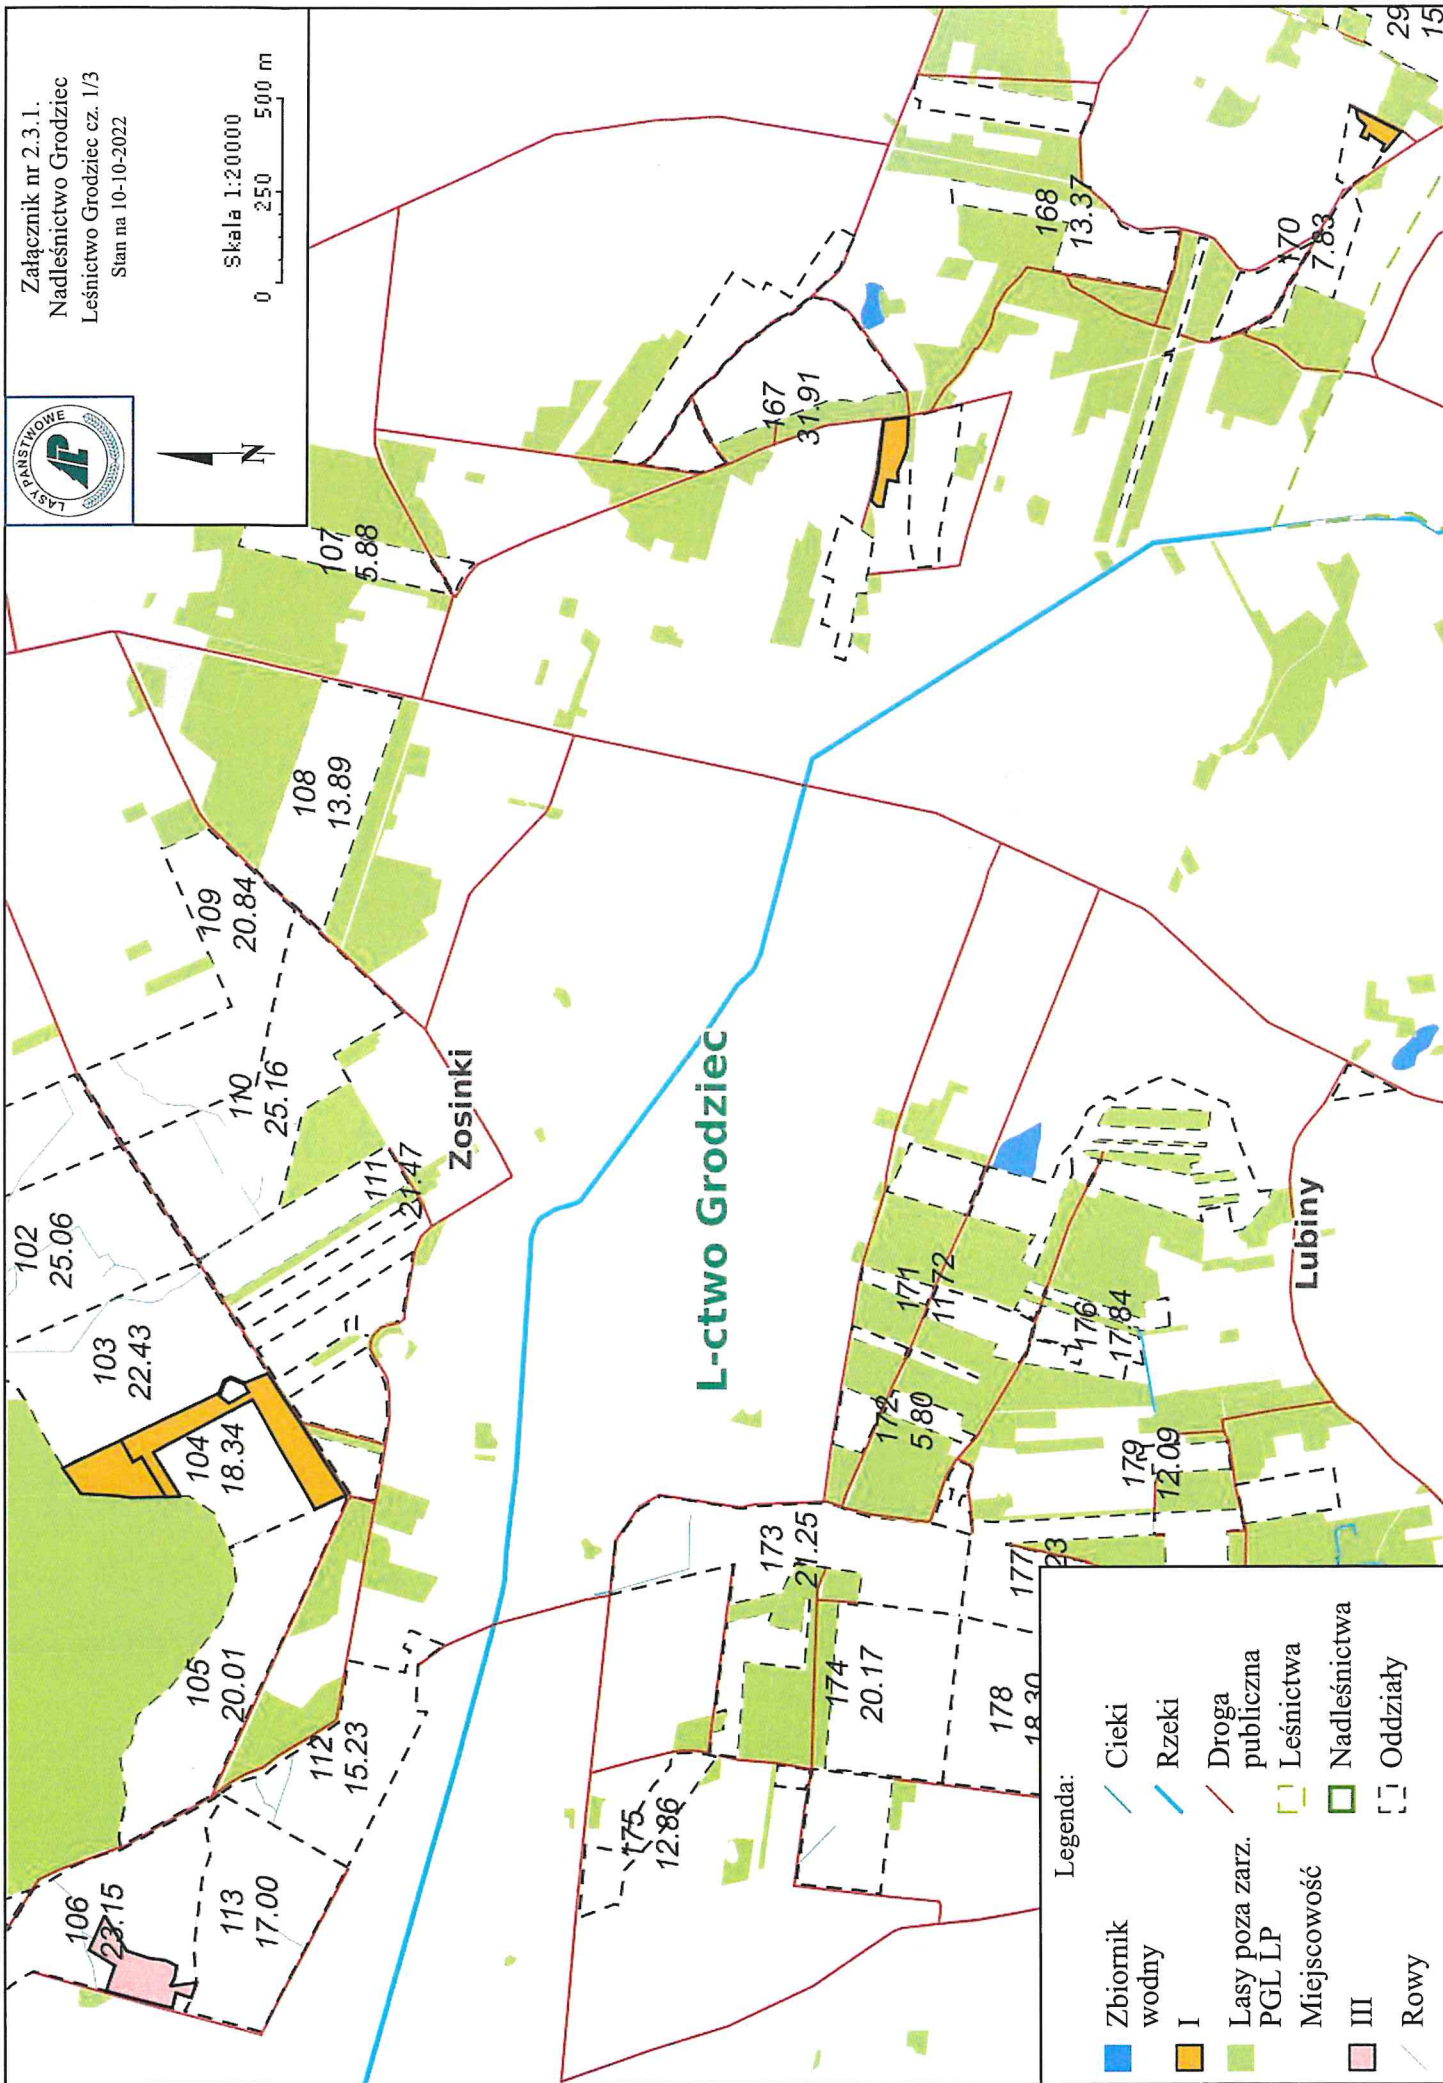 Załącznik nr 2.3.1.
Nadleśnictwo Grodziec
Leśnictwo Grodziec cz. 1/3
Stan na 10-10-2022
LASY PAŃSTWOWE
LP
N
Skala 1:20000
0 250 500 m
106
23.15
113
17.00
105
20.01
112
15.23
104
18.34
103
22.43
102
25.06
111
21.47
110
25.16
109
20.84
108
13.89
107
5.88
Zosinki
L-ctwo Grodziec
167
31.91
168
13.37
170
7.83
29
15
175
12.86
174
20.17
173
21.25
178
18.30
177
23
172
5.80
171
11.72
176
17.84
179
12.09
Lubiny
Legenda:
Zbiornik
wodny
I
Lasy poza zarz.
PGL LP
Miejscowość
III
Rowy
Cieki
Rzeki
Droga
publiczna
Leśnictwa
Nadleśnictwa
Oddziały